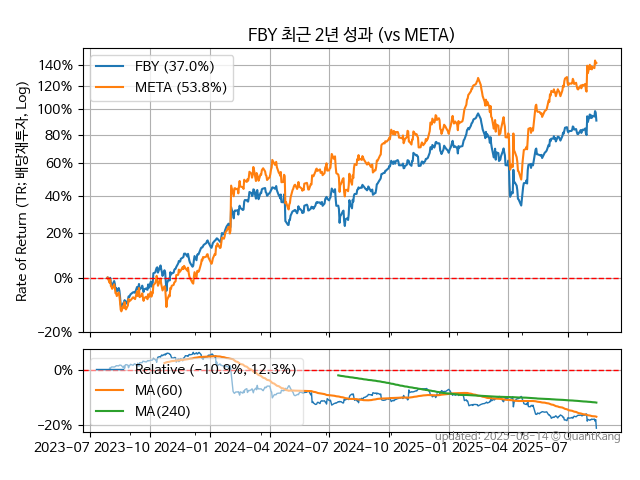 FBY 최근 2년 성과 (vs META)
Rate of Return (TR: 배당재투자, Log)
140%
120%
100%
80%
60%
40%
20%
0%
−20%
FBY (37.0%)
META (53.8%)
0%
−20%
Relative (−10.9%, 12.3%)
MA(60)
MA(240)
2023−07 2023−10 2024−01 2024−04 2024−07 2024−10 2025−01 2025−04 2025−07
updated: 2025−08−14 © QuantKang